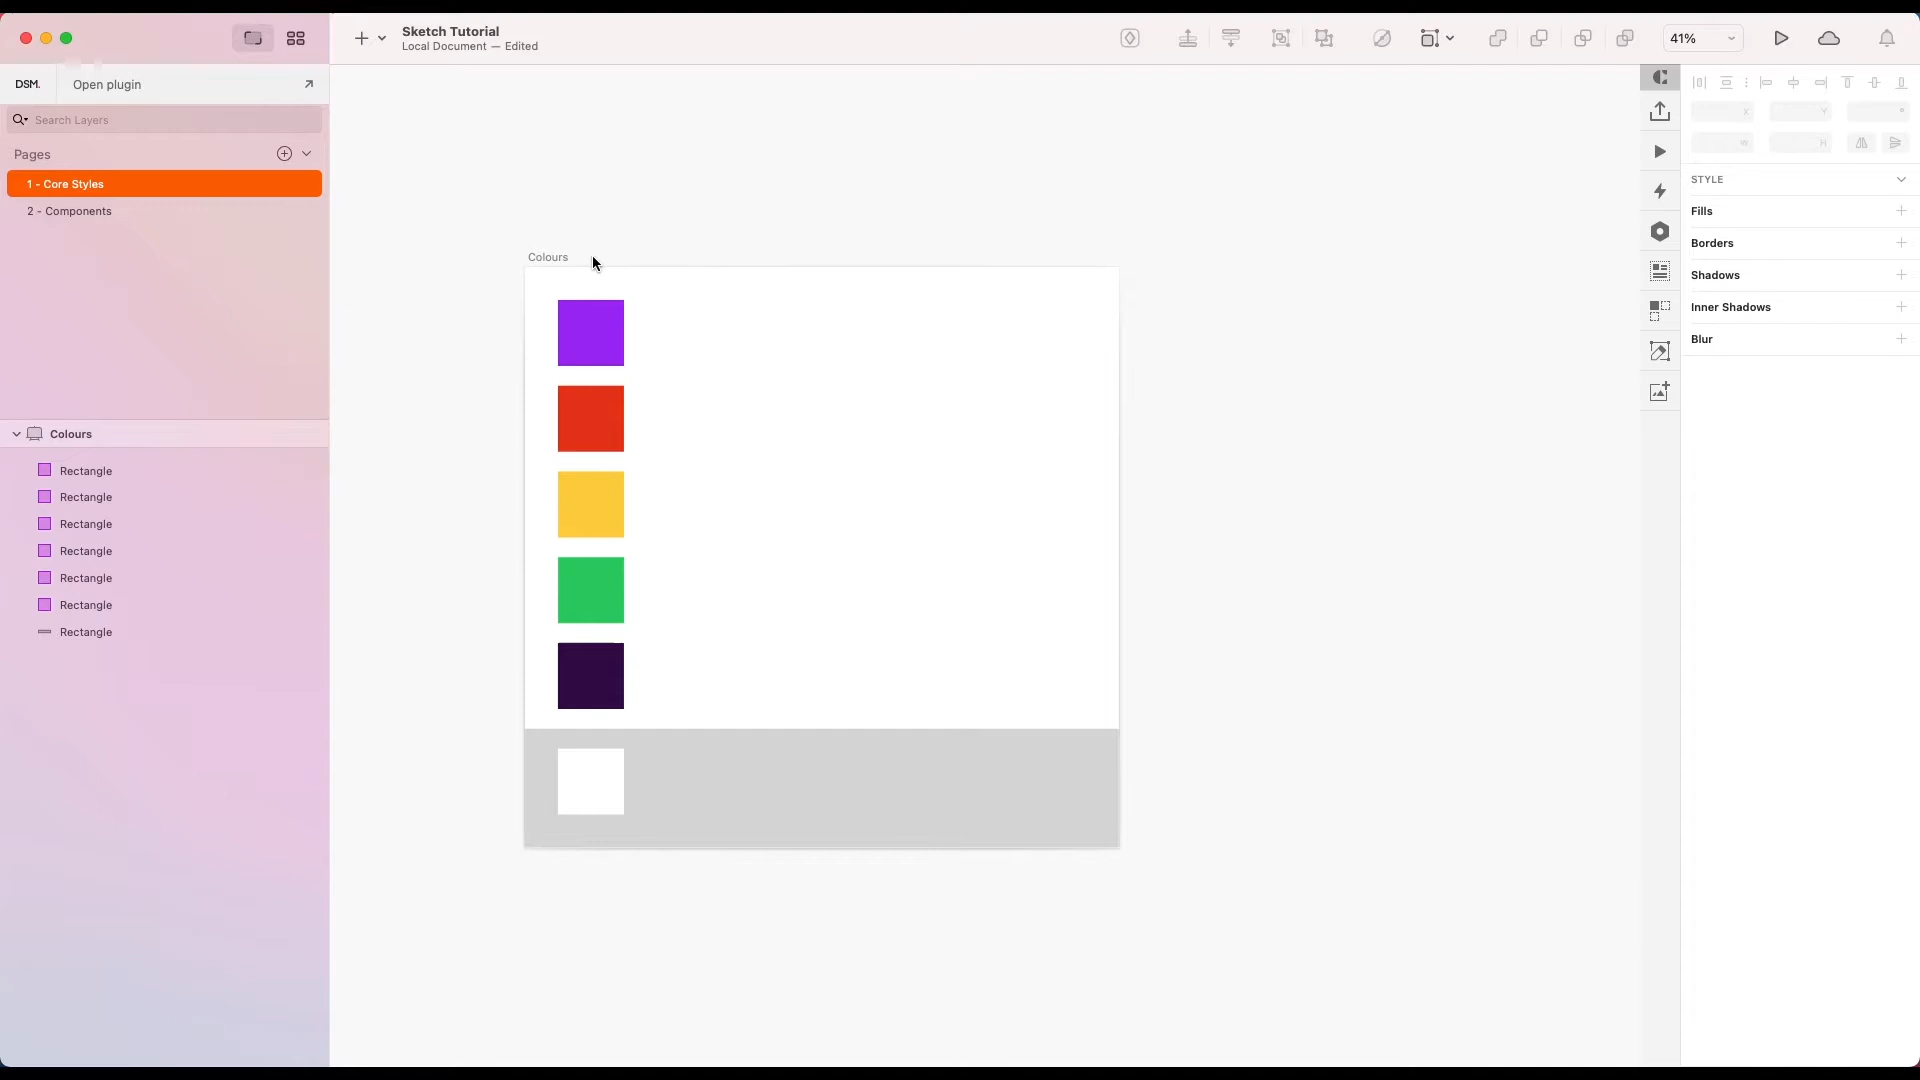 Sketch Tutorial
Local Document — Edited
41%
DSM.
Open plugin
Search Layers
Pages
1 - Core Styles
2 - Components
Colours
Rectangle
Rectangle
Rectangle
Rectangle
Rectangle
Rectangle
Rectangle
Colours
X
Y
°
W
H
STYLE
Fills
Borders
Shadows
Inner Shadows
Blur